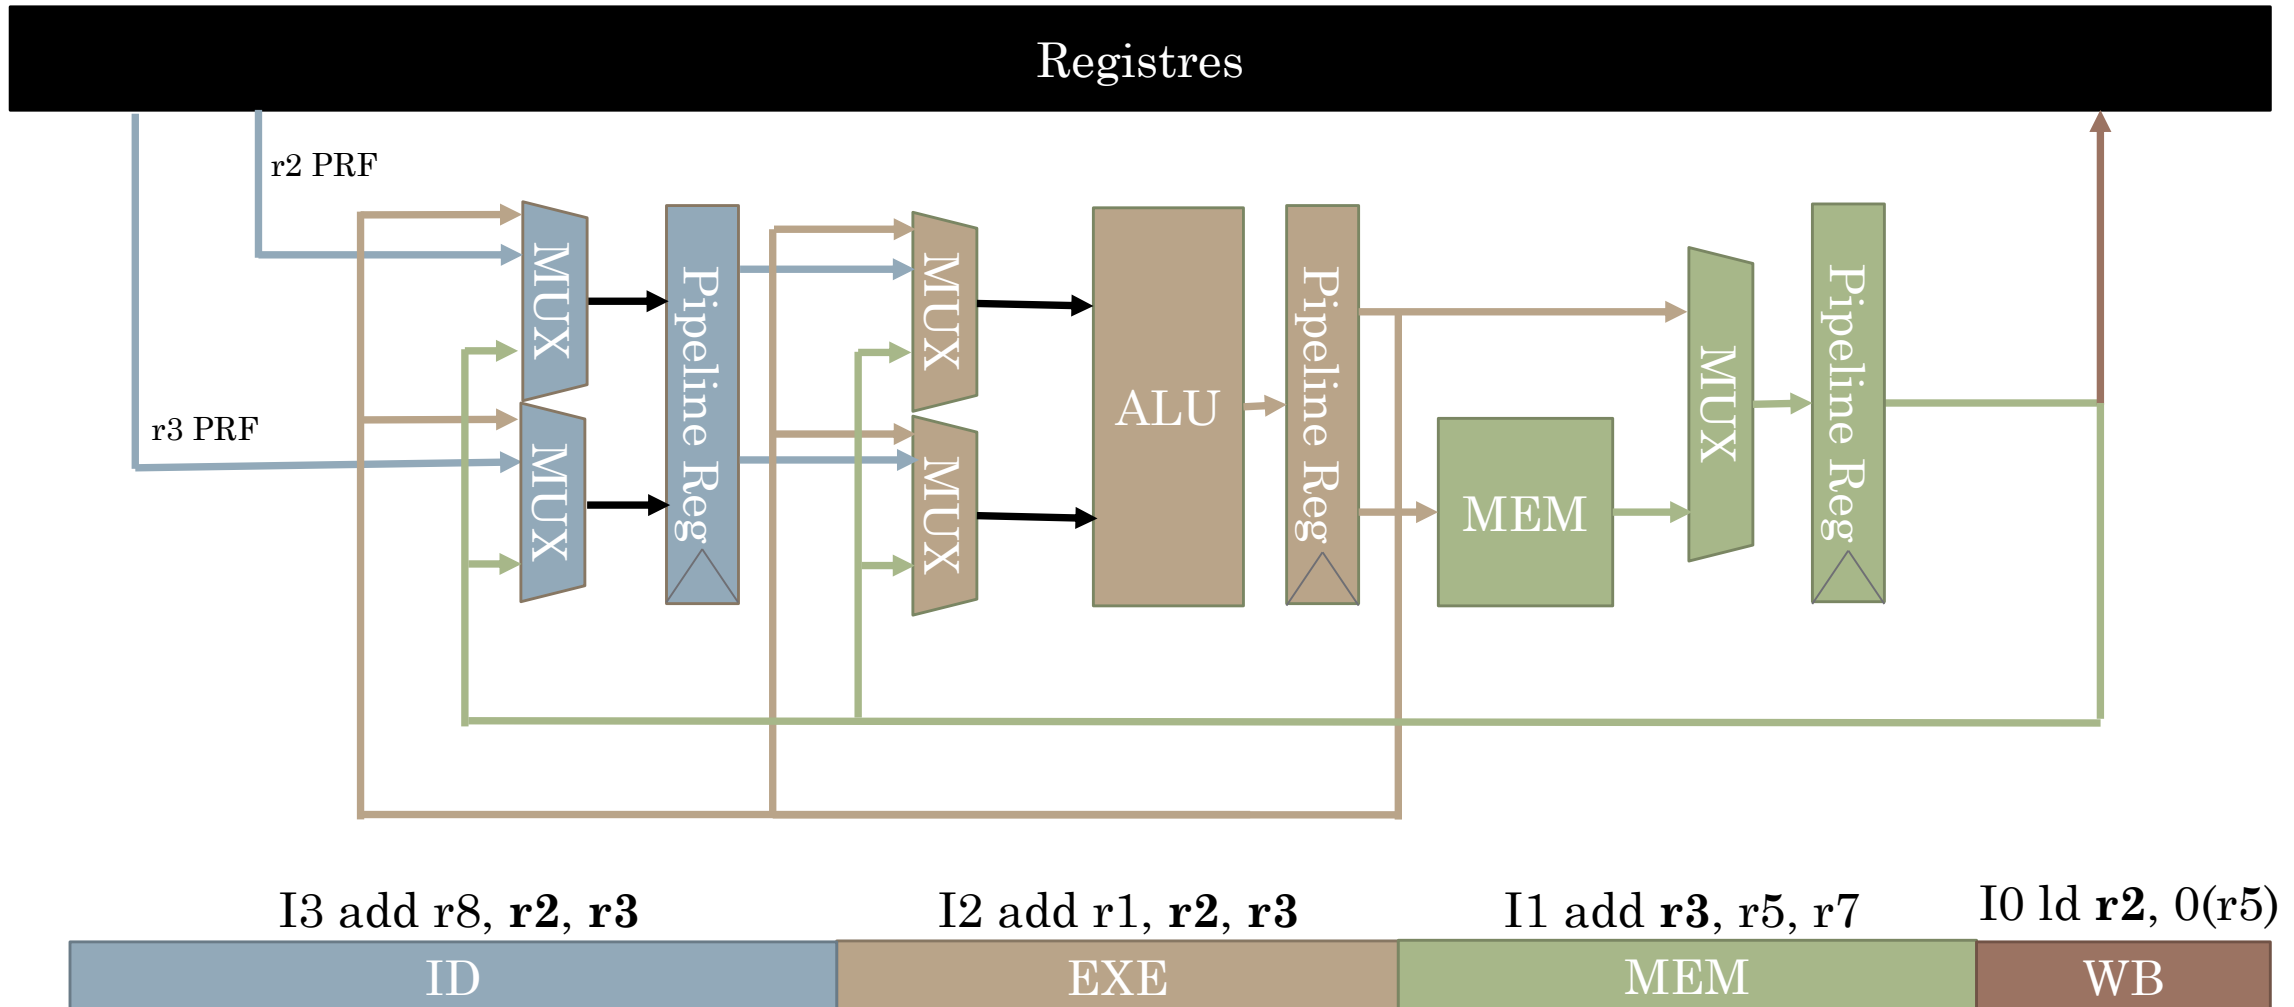 Registres
r2 PRF
r3 PRF
MUX
MUX
Pipeline Reg
MUX
MUX
ALU
Pipeline Reg
MEM
MUX
Pipeline Reg
I3 add r8, r2, r3
I2 add r1, r2, r3
I1 add r3, r5, r7
I0 ld r2, 0(r5)
ID
EXE
MEM
WB